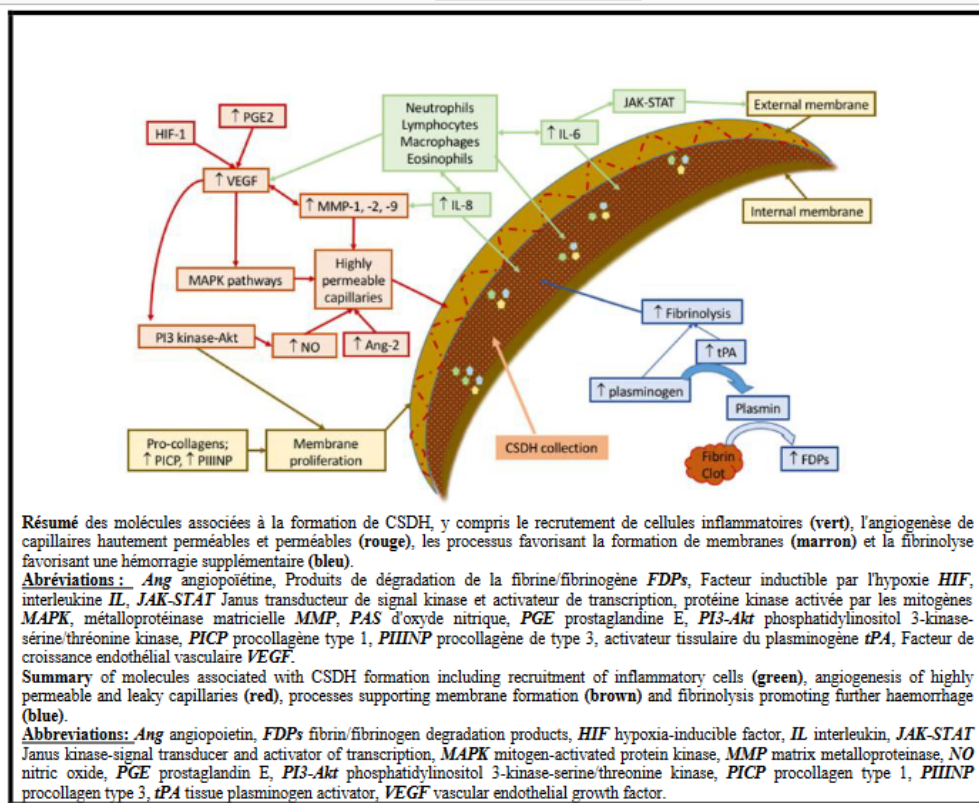 Neutrophils
Lymphocytes
Macrophages
Eosinophils
JAK-STAT
External membrane
↑ PGE2
HIF-1
↑ IL-6
↑ VEGF
↑ MMP-1, -2, -9
↑ IL-8
Internal membrane
MAPK pathways
Highly
permeable
capillaries
↑ Fibrinolysis
PI3 kinase-Akt
↑ NO
↑ Ang-2
↑ tPA
↑ plasminogen
Plasmin
Pro-collagens;
↑ PICP, ↑ PIIINP
Membrane
proliferation
CSDH collection
Fibrin
Clot
↑ FDPs
Résumé des molécules associées à la formation de CSDH, y compris le recrutement de cellules inflammatoires (vert), l'angiogenèse de
capillaires hautement perméables et perméables (rouge), les processus favorisant la formation de membranes (marron) et la fibrinolyse
favorisant une hémorragie supplémentaire (bleu).
Abréviations : Ang angiopoïétine, Produits de dégradation de la fibrine/fibrinogène FDPs, Facteur inductible par l'hypoxie HIF,
interleukine IL, JAK-STAT Janus transducteur de signal kinase et activateur de transcription, protéine kinase activée par les mitogènes
MAPK, métalloprotéinase matricielle MMP, PAS d'oxyde nitrique, PGE prostaglandine E, PI3-Akt phosphatidylinositol 3-kinase-
sérine/thréonine kinase, PICP procollagène type 1, PIIINP procollagène de type 3, activateur tissulaire du plasminogène tPA, Facteur de
croissance endothélial vasculaire VEGF.
Summary of molecules associated with CSDH formation including recruitment of inflammatory cells (green), angiogenesis of highly
permeable and leaky capillaries (red), processes supporting membrane formation (brown) and fibrinolysis promoting further haemorrhage
(blue).
Abbreviations: Ang angiopoietin, FDPs fibrin/fibrinogen degradation products, HIF hypoxia-inducible factor, IL interleukin, JAK-STAT
Janus kinase-signal transducer and activator of transcription, MAPK mitogen-activated protein kinase, MMP matrix metalloproteinase, NO
nitric oxide, PGE prostaglandin E, PI3-Akt phosphatidylinositol 3-kinase-serine/threonine kinase, PICP procollagen type 1, PIIINP
procollagen type 3, tPA tissue plasminogen activator, VEGF vascular endothelial growth factor.